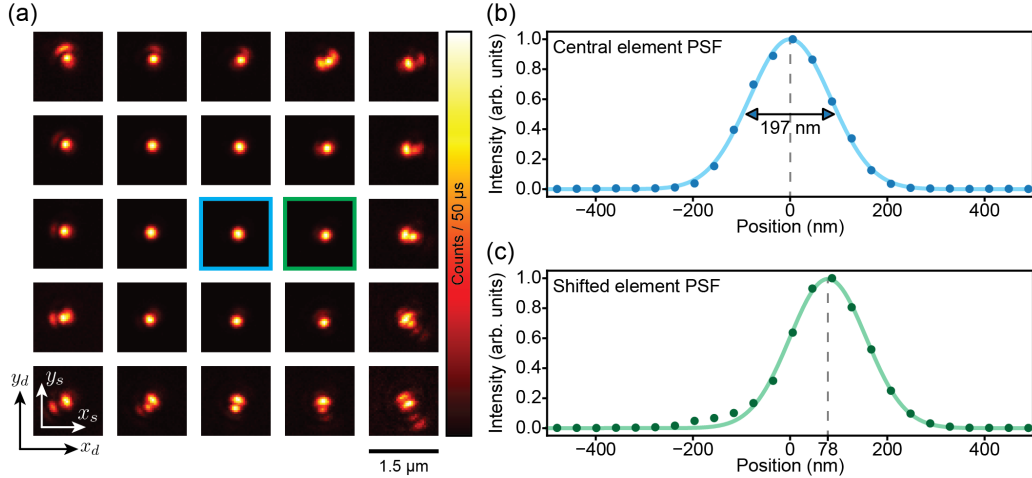 (a)
y_d
y_s
x_s
x_d
1.5 µm
Counts / 50 µs
(b)
Central element PSF
197 nm
Intensity (arb. units)
1.0
0.8
0.6
0.4
0.2
0.0
−400
−200
0
200
400
Position (nm)
(c)
Shifted element PSF
Intensity (arb. units)
1.0
0.8
0.6
0.4
0.2
0.0
−400
−200
0
78
200
400
Position (nm)